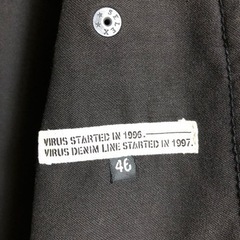 VIRUS STARTED IN 1996.
VIRUS DENIM LINE STARTED IN 1997.
46